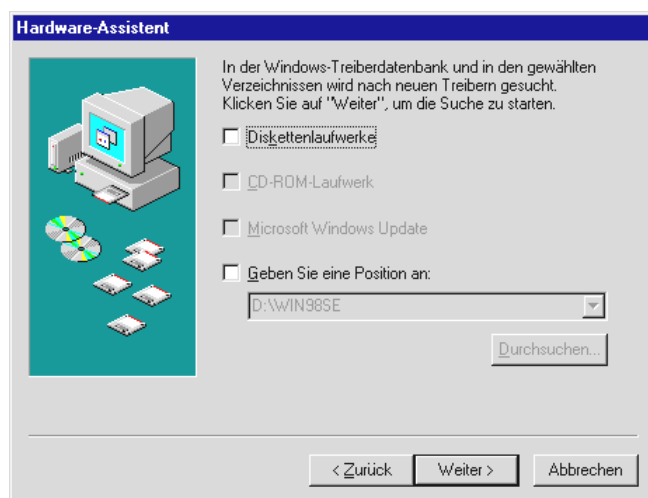 Hardware-Assistent
In der Windows-Treiberdatenbank und in den gewählten
Verzeichnissen wird nach neuen Treibern gesucht.
Klicken Sie auf "Weiter", um die Suche zu starten.
Diskettenlaufwerke
CD-ROM-Laufwerk
Microsoft Windows Update
Geben Sie eine Position an:
D:\WIN98SE
Durchsuchen...
< Zurück
Weiter >
Abbrechen